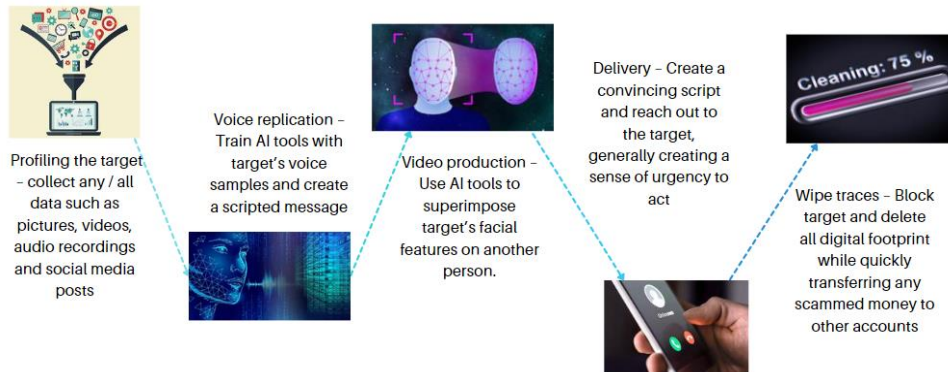 Profiling the target
– collect any / all
data such as
pictures, videos,
audio recordings
and social media
posts
Voice replication –
Train AI tools with
target's voice
samples and create
a scripted message
Video production –
Use AI tools to
superimpose
target's facial
features on another
person.
Delivery – Create a
convincing script
and reach out to
the target,
generally creating a
sense of urgency to
act
Cleaning: 75 %
Wipe traces – Block
target and delete
all digital footprint
while quickly
transferring any
scammed money to
other accounts